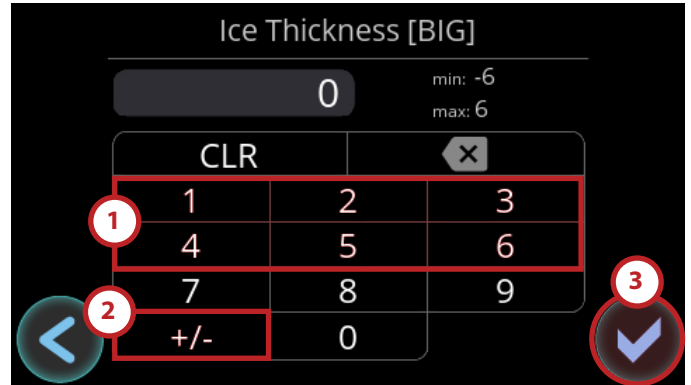 Ice Thickness [BIG]
0 min: -6
max: 6
CLR
1 2 3
1
4 5 6
3
7 8 9
2
+/- 0